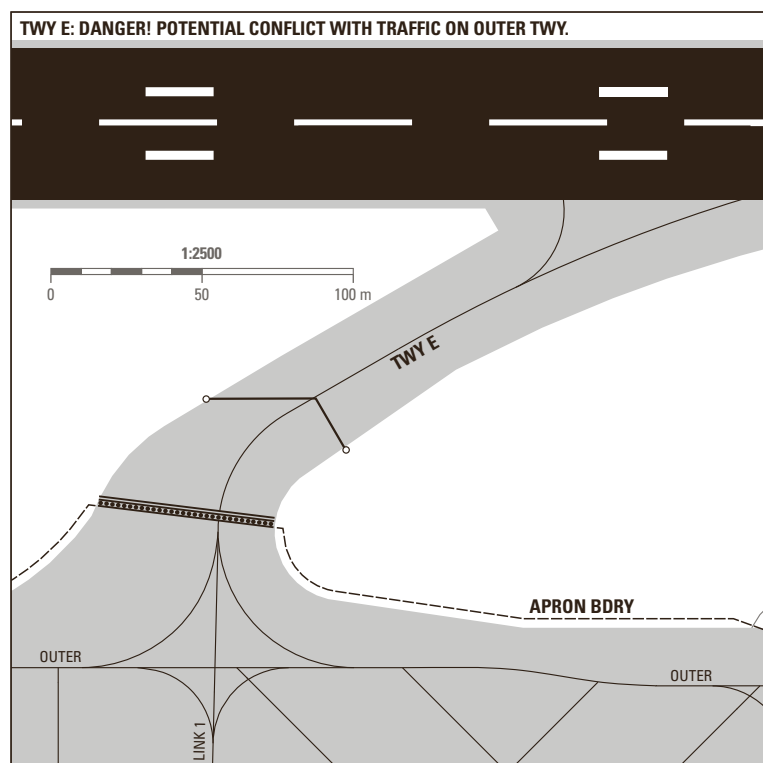 TWY E: DANGER! POTENTIAL CONFLICT WITH TRAFFIC ON OUTER TWY.
1:2500
0 50 100 m
TWY E
APRON BDRY
OUTER
OUTER
LINK 1